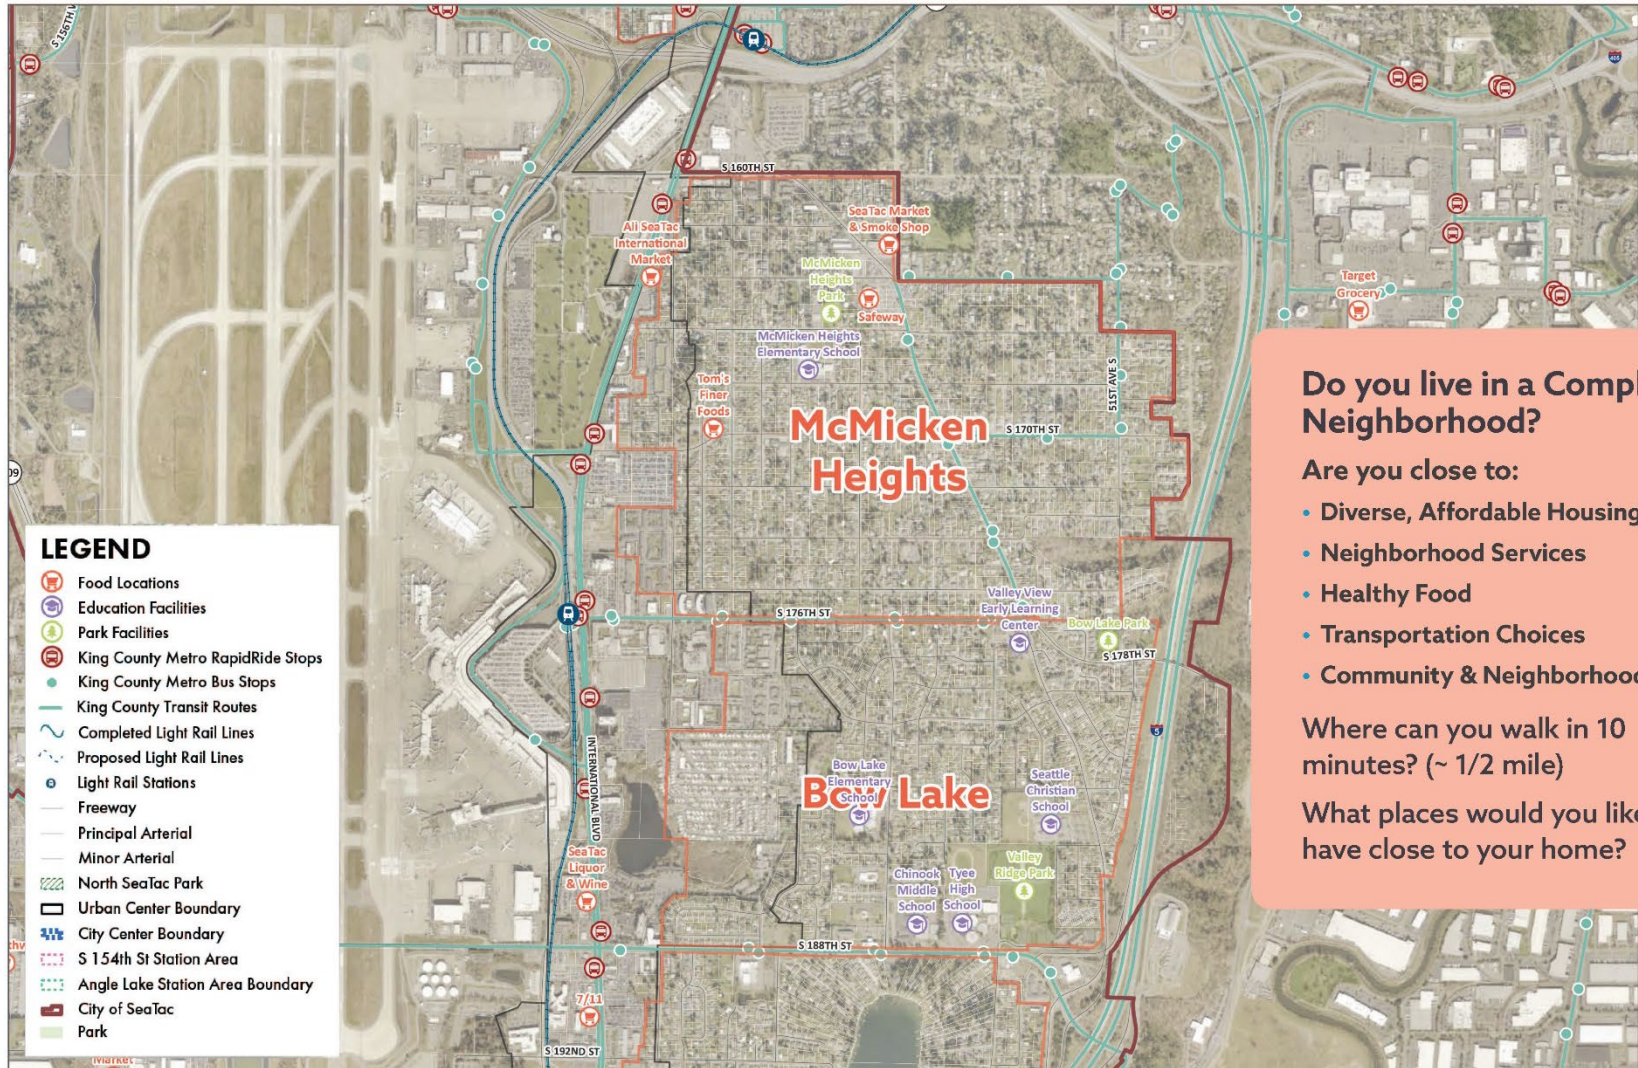 S 156TH
S 160TH ST
All SeaTac
International
Market
SeaTac Market
& Smoke Shop
McMicken
Heights
Park
Safeway
McMicken Heights
Elementary School
Tom's
Finer
Foods
McMicken
Heights
S 170TH ST
51ST AVE S
405
Target
Grocery
09
S 176TH ST
Valley View
Early Learning
Center
Bow Lake Park
S 178TH ST
5
INTERNATIONAL BLVD
Bow Lake
Elementary
School
Bow Lake
Seattle
Christian
School
SeaTac
Liquor
& Wine
Chinook
Middle
School
Tyee
High
School
Valley
Ridge Park
S 188TH ST
7/11
S 192ND ST
Market
LEGEND
Food Locations
Education Facilities
Park Facilities
King County Metro RapidRide Stops
King County Metro Bus Stops
King County Transit Routes
Completed Light Rail Lines
Proposed Light Rail Lines
Light Rail Stations
Freeway
Principal Arterial
Minor Arterial
North SeaTac Park
Urban Center Boundary
City Center Boundary
S 154th St Station Area
Angle Lake Station Area Boundary
City of SeaTac
Park
Do you live in a Compl
Neighborhood?
Are you close to:
• Diverse, Affordable Housing
• Neighborhood Services
• Healthy Food
• Transportation Choices
• Community & Neighborhood
Where can you walk in 10
minutes? (~ 1/2 mile)
What places would you like
have close to your home?